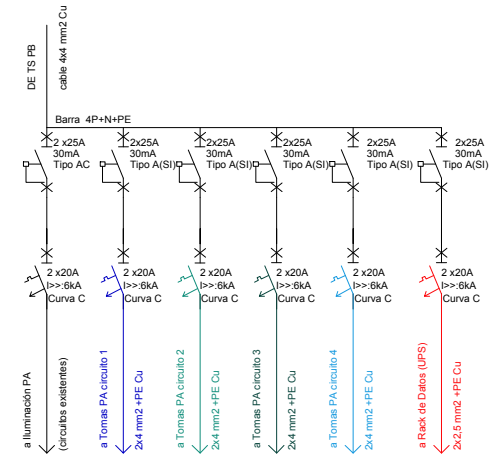 DE TS PB
cable 4x4 mm2 Cu
Barra 4P+N+PE
2 x25A
30mA
Tipo AC
2x25A
30mA
Tipo A(SI)
2x25A
30mA
Tipo A(SI)
2x25A
30mA
Tipo A(SI)
2x25A
30mA
Tipo A(SI)
2x25A
30mA
Tipo A(SI)
2 x20A
I>>:6kA
Curva C
2 x20A
I>>:6kA
Curva C
2 x20A
I>>:6kA
Curva C
2 x20A
I>>:6kA
Curva C
2 x20A
I>>:6kA
Curva C
2 x20A
I>>:6kA
Curva C
a Iluminación PA
(circuitos existentes)
a Tomas PA circuito 1
2x4 mm2 +PE Cu
a Tomas PA circuito 2
2x4 mm2 +PE Cu
a Tomas PA circuito 3
2x4 mm2 +PE Cu
a Tomas PA circuito 4
2x4 mm2 +PE Cu
a Rack de Datos (UPS)
2x2,5 mm2 +PE Cu